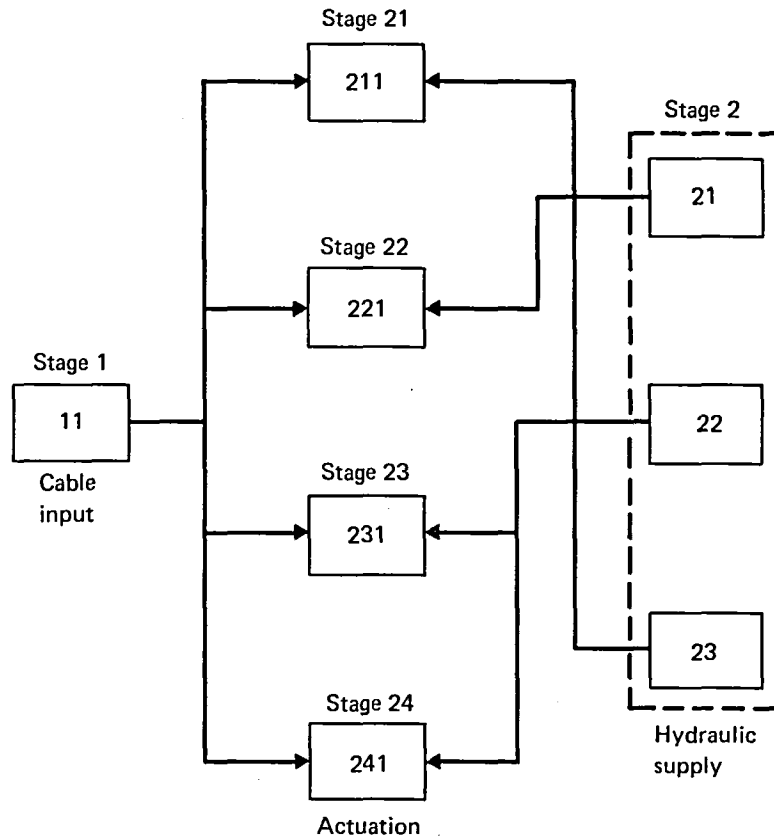 Stage 21
211
Stage 2
21
Stage 22
221
Stage 1
11
Cable
input
22
Stage 23
231
23
Stage 24
241
Hydraulic
supply
Actuation